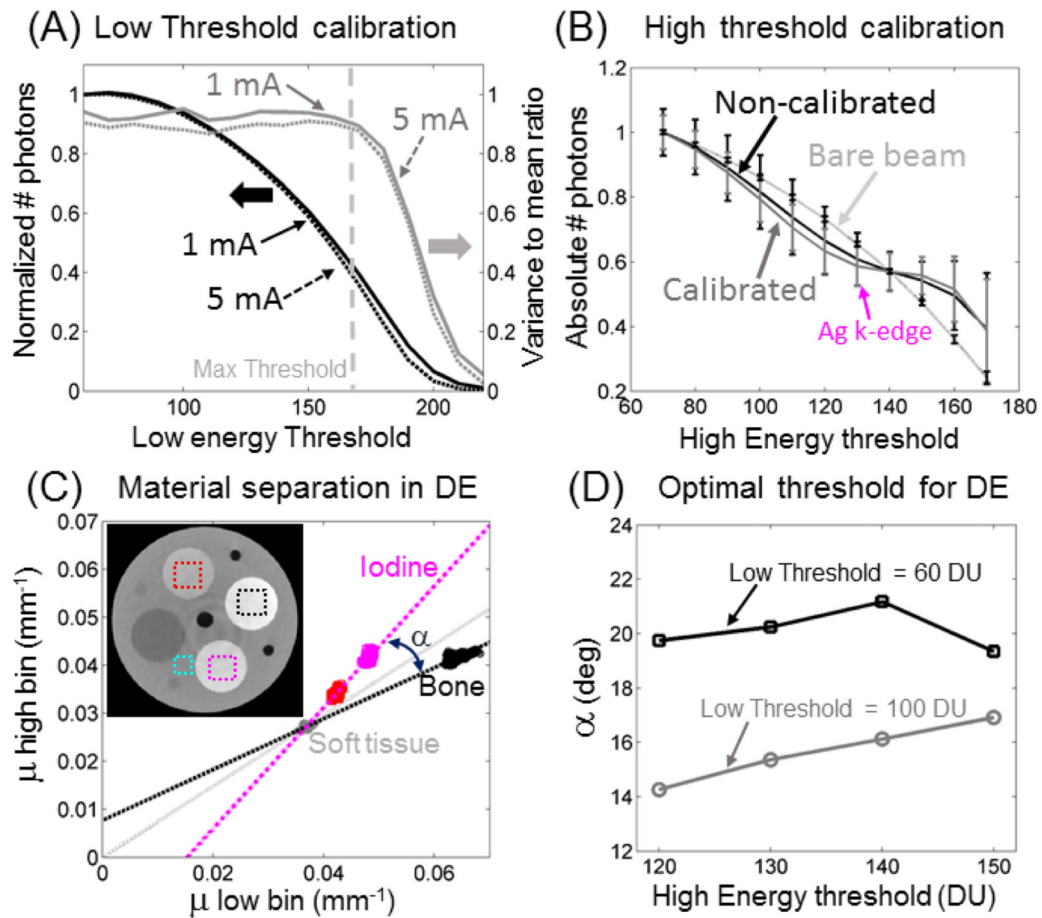 (A) Low Threshold calibration
Normalized # photons
1
0.8
0.6
0.4
0.2
0
1 mA
5 mA
1 mA
5 mA
Max Threshold
1
0.8
0.6
0.4
0.2
0
Variance to mean ratio
100
150
200
Low energy Threshold
(B) High threshold calibration
Absolute # photons
1.2
1
0.8
0.6
0.4
0.2
Non-calibrated
Bare beam
Calibrated
Ag k-edge
60
80
100
120
140
160
180
High Energy threshold
(C) Material separation in DE
μ high bin (mm⁻¹)
0.07
0.06
0.05
0.04
0.03
0.02
0.01
0
Iodine
α
Bone
Soft tissue
0
0.02
0.04
0.06
μ low bin (mm⁻¹)
(D) Optimal threshold for DE
α (deg)
24
22
20
18
16
14
12
Low Threshold = 60 DU
Low Threshold = 100 DU
120
130
140
150
High Energy threshold (DU)